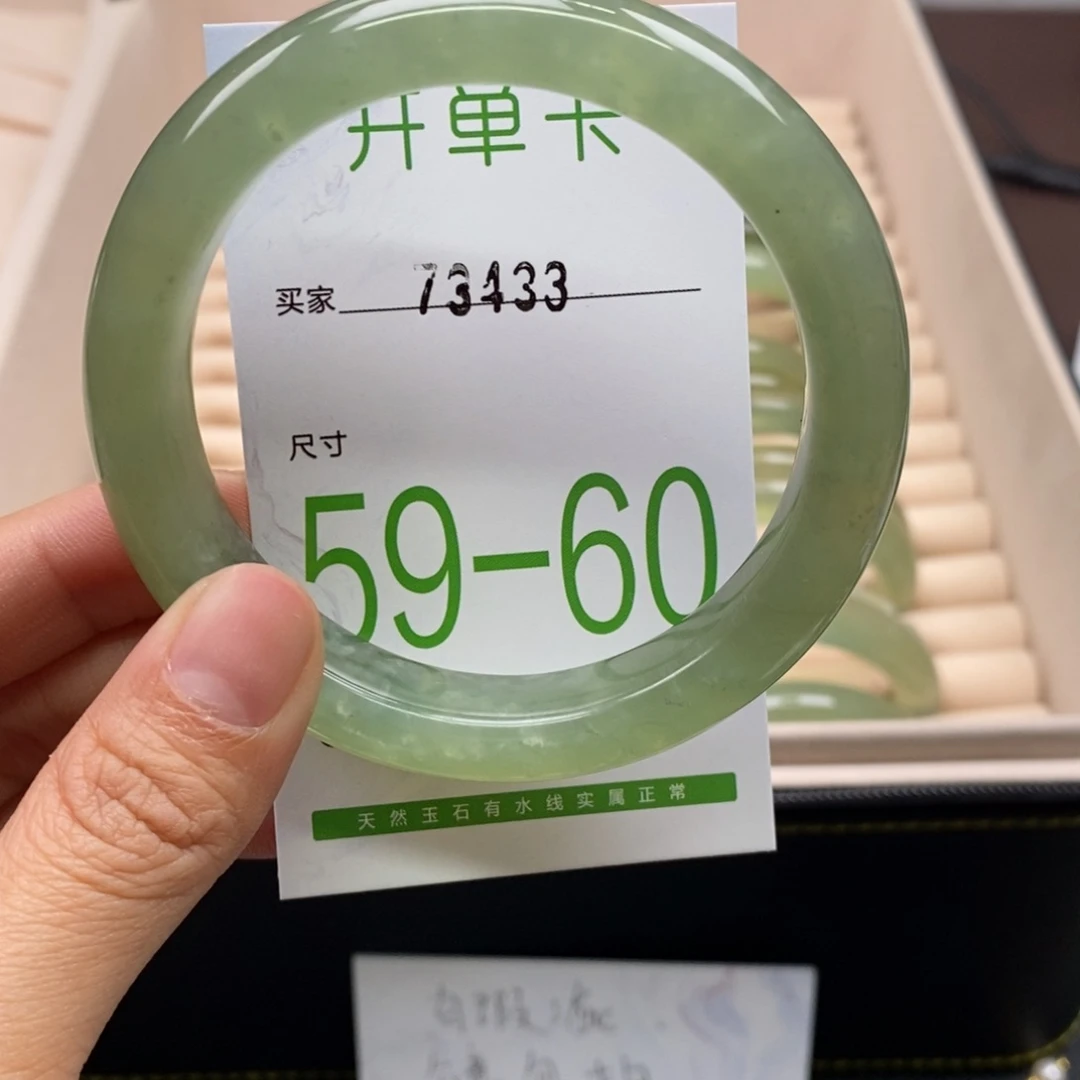 开单卡
买家 73433
尺寸
59-60
天然玉石有水线实属正常